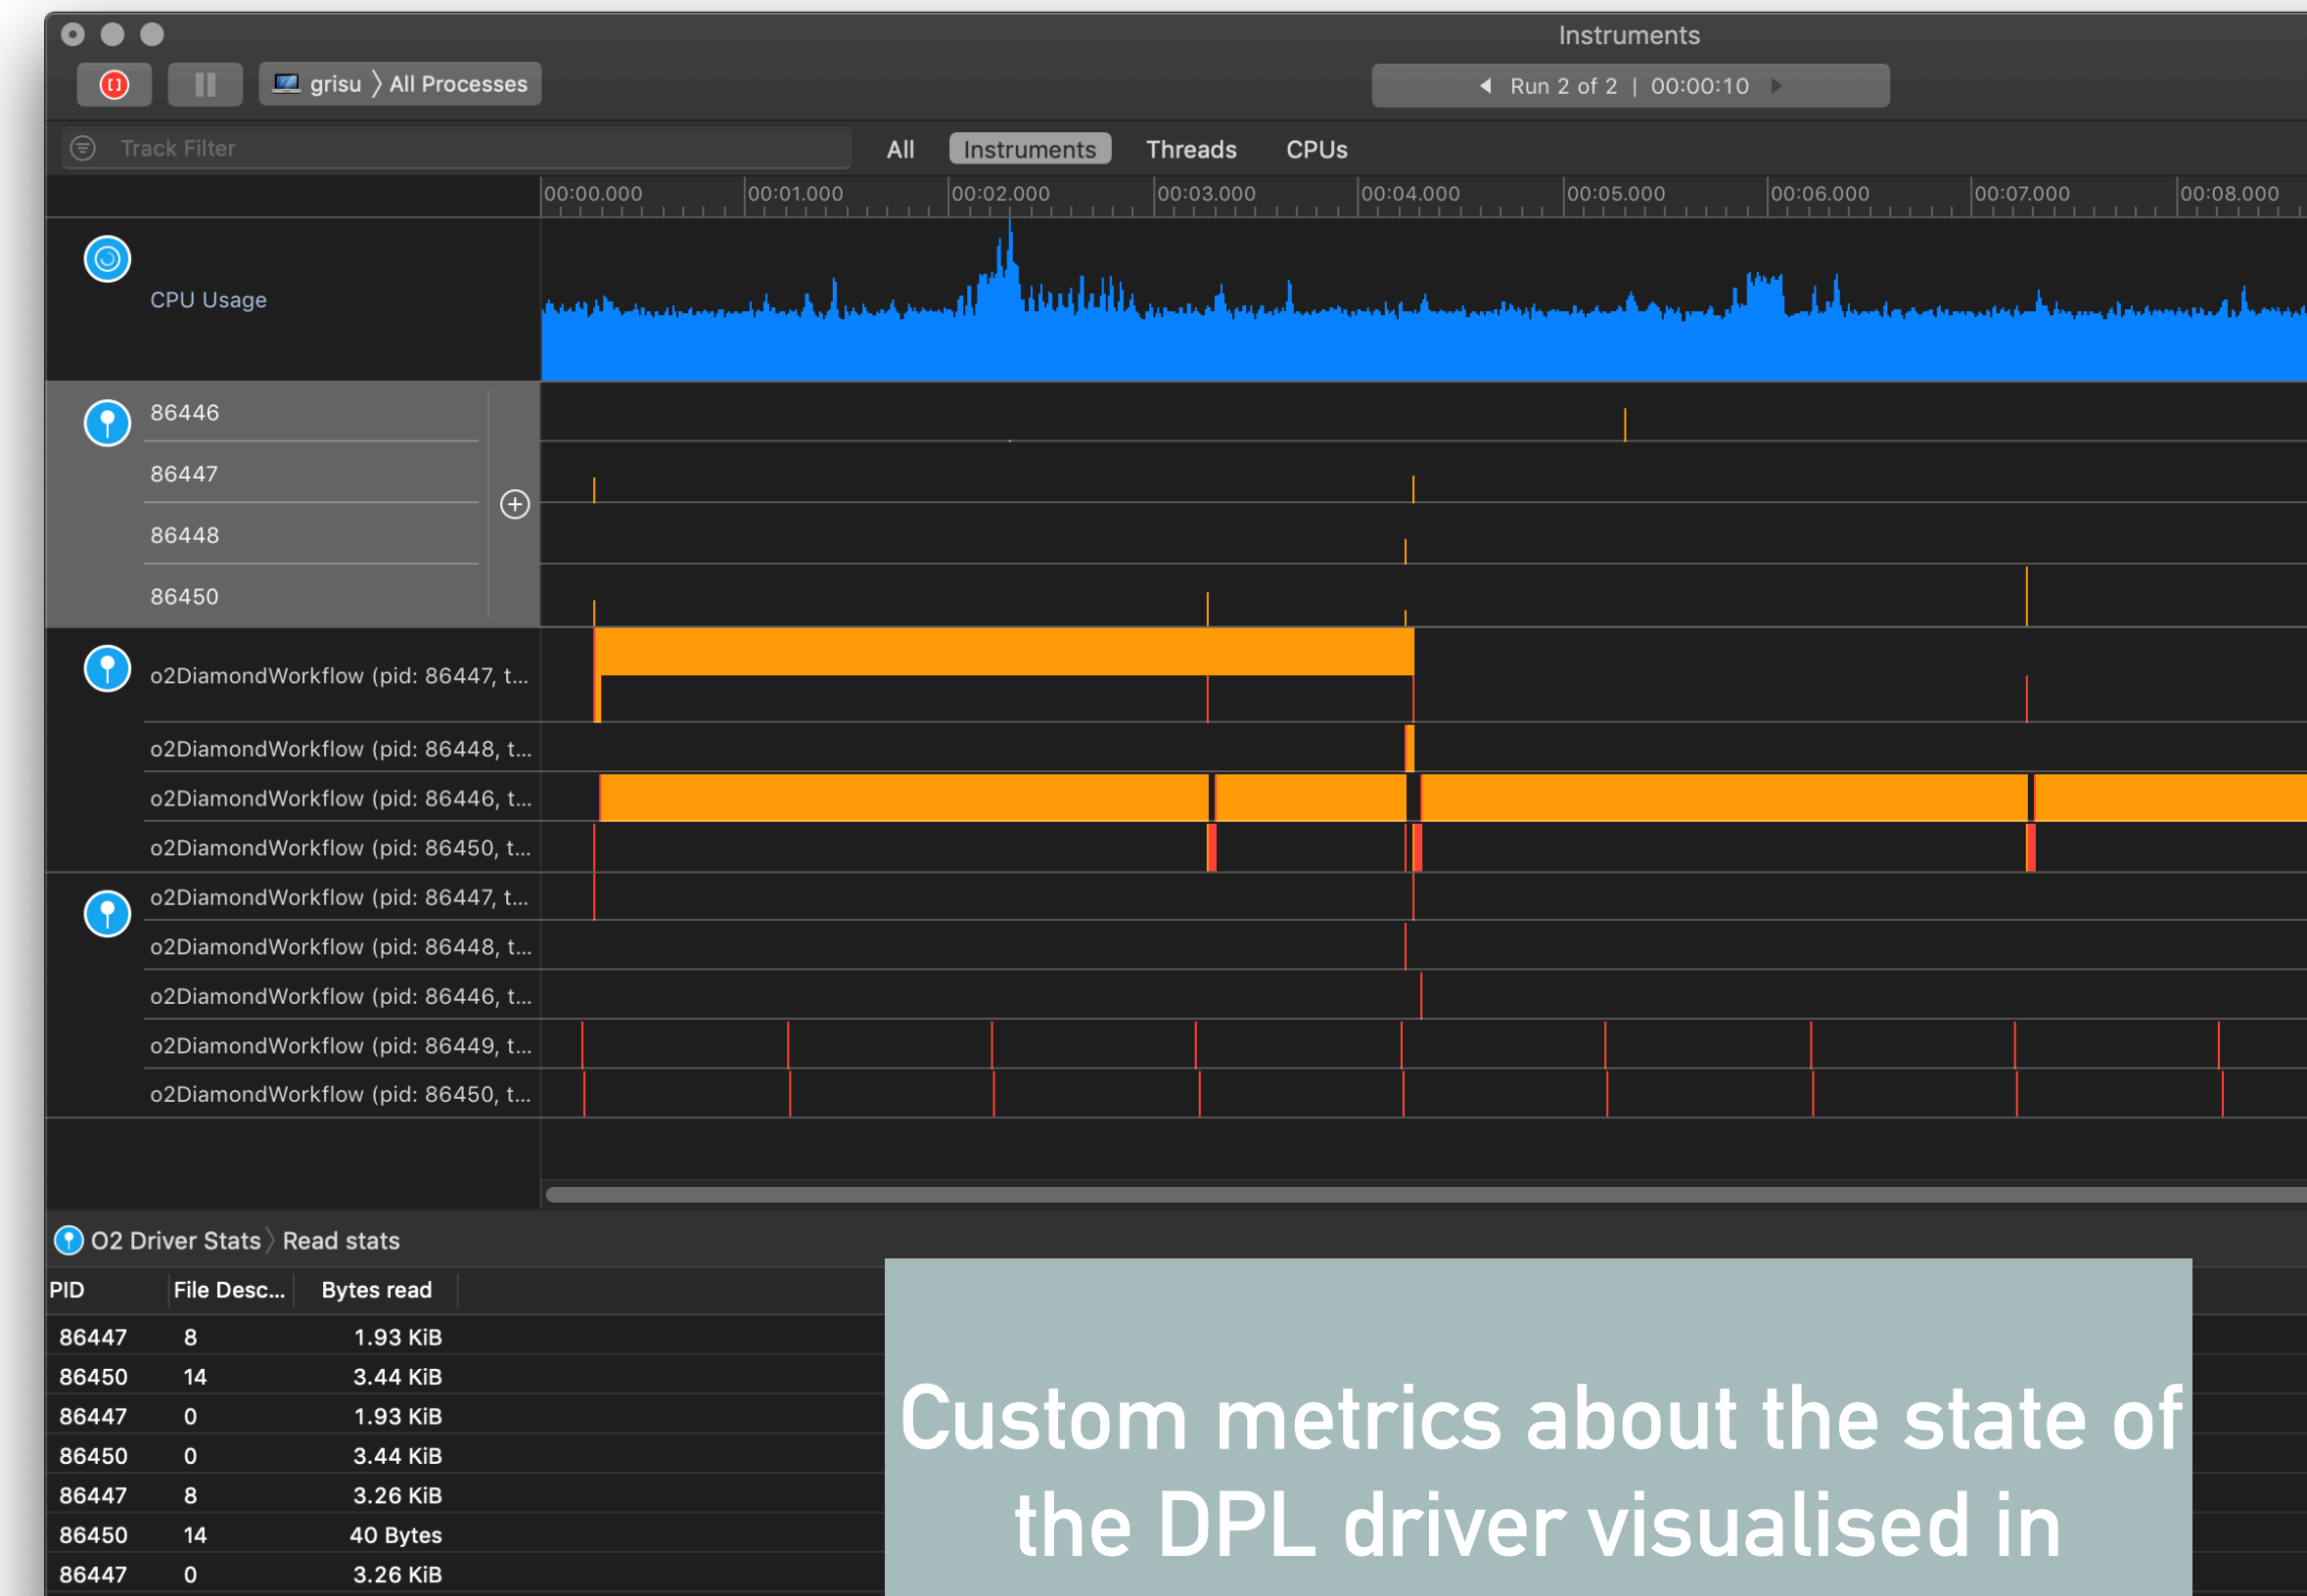 Instruments
grisu 〉All Processes
Run 2 of 2 | 00:00:10
Track Filter
All Instruments Threads CPUs
00:00.000 00:01.000 00:02.000 00:03.000 00:04.000 00:05.000 00:06.000 00:07.000 00:08.000
CPU Usage
86446
86447
86448
86450
o2DiamondWorkflow (pid: 86447, t...
o2DiamondWorkflow (pid: 86448, t...
o2DiamondWorkflow (pid: 86446, t...
o2DiamondWorkflow (pid: 86450, t...
o2DiamondWorkflow (pid: 86447, t...
o2DiamondWorkflow (pid: 86448, t...
o2DiamondWorkflow (pid: 86446, t...
o2DiamondWorkflow (pid: 86449, t...
o2DiamondWorkflow (pid: 86450, t...
O2 Driver Stats 〉Read stats
PID File Desc... Bytes read
86447 8 1.93 KiB
86450 14 3.44 KiB
86447 0 1.93 KiB
86450 0 3.44 KiB
86447 8 3.26 KiB
86450 14 40 Bytes
86447 0 3.26 KiB
Custom metrics about the state of
the DPL driver visualised in